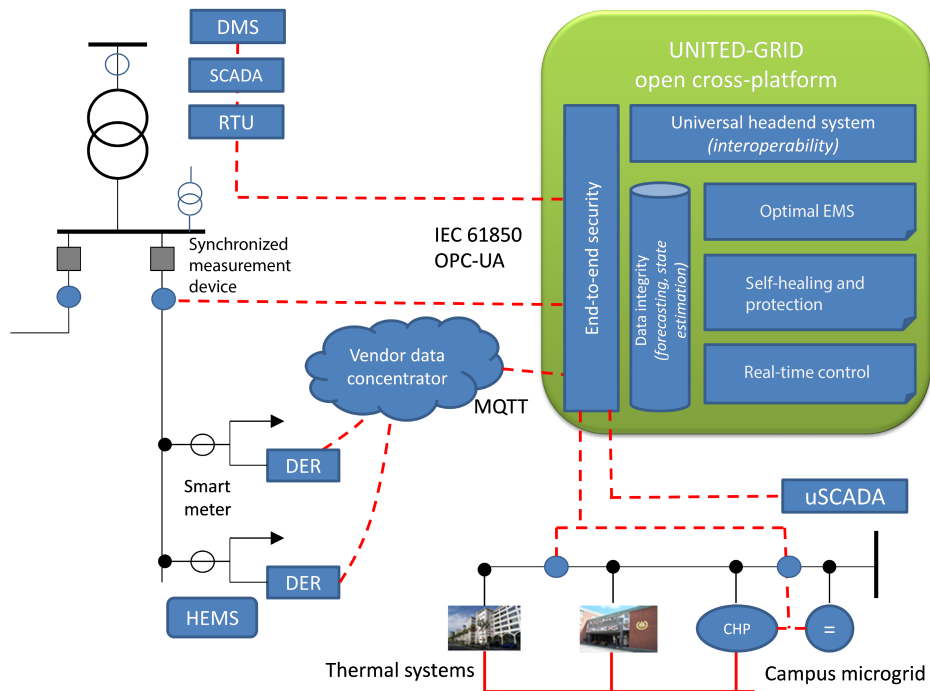 DMS
SCADA
RTU
UNITED-GRID
open cross-platform
Universal headend system
(interoperability)
End-to-end security
Data integrity
(forecasting, state
estimation)
Optimal EMS
Self-healing and
protection
Real-time control
Synchronized
measurement
device
IEC 61850
OPC-UA
Vendor data
concentrator
MQTT
DER
Smart
meter
DER
HEMS
uSCADA
CHP
=
Thermal systems
Campus microgrid